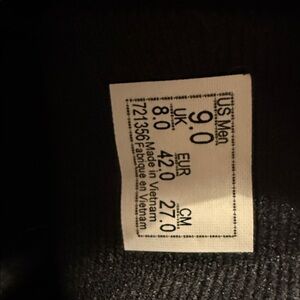 US Men EUR CM
9.0 42.0 27.0
UK
8.0 Made in Vietnam
721356 Fabriqué en Vietnam